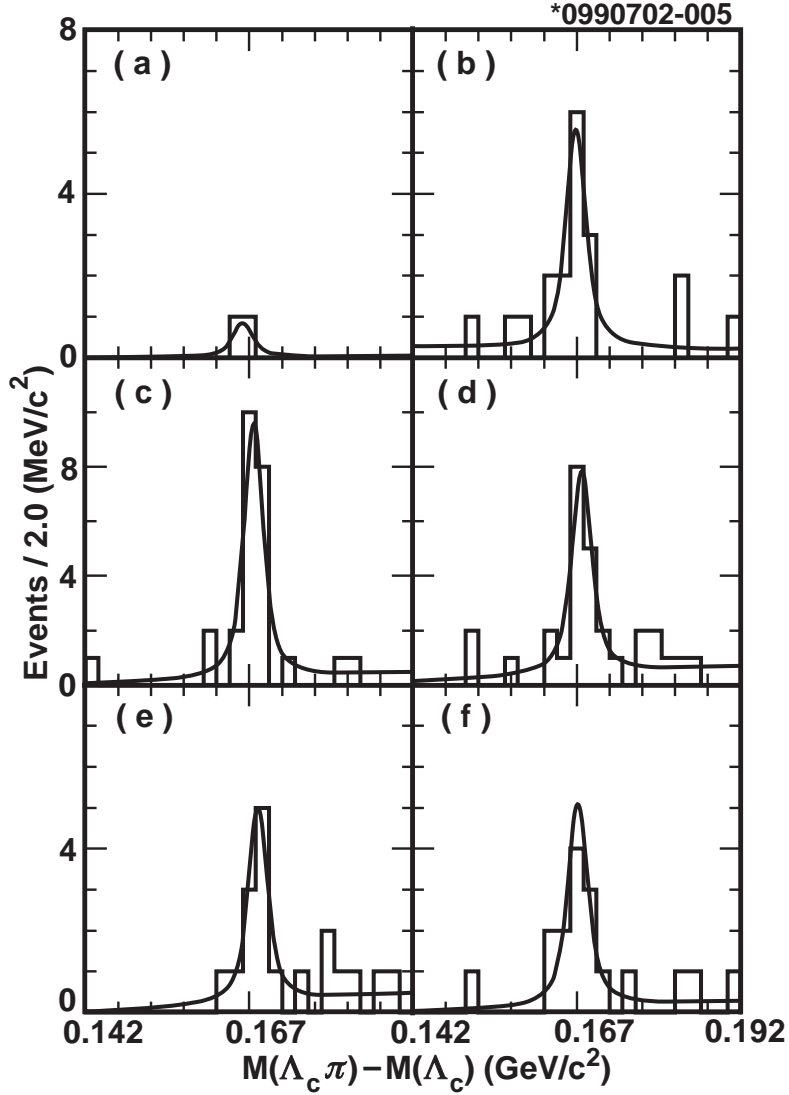 *0990702-005
8
( a )
( b )
4
0
( c )
( d )
8
4
0
( e )
( f )
4
0
0.142
0.167
0.142
0.167
0.192
Events / 2.0 (MeV/c²)
M(Λcπ)−M(Λc) (GeV/c²)